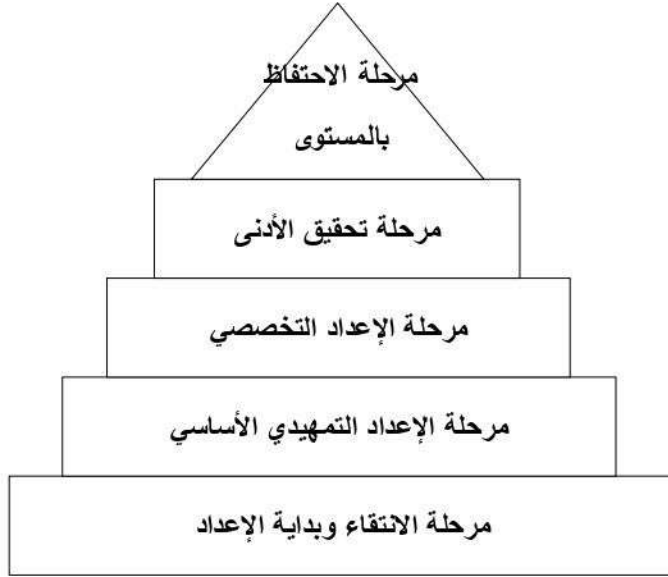 مرحلة الاحتفاظ
بالمستوى
مرحلة تحقيق الأدنى
مرحلة الإعداد التخصصي
مرحلة الإعداد التمهيدي الأساسي
مرحلة الانتقاء وبداية الإعداد